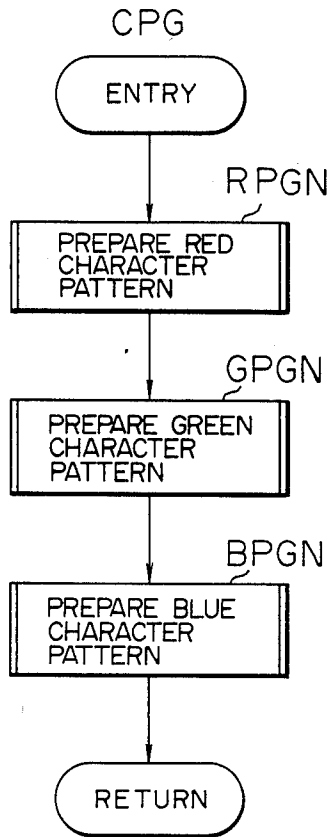 CPG
ENTRY
RPGN
PREPARE RED
CHARACTER
PATTERN
GPGN
PREPARE GREEN
CHARACTER
PATTERN
BPGN
PREPARE BLUE
CHARACTER
PATTERN
RETURN